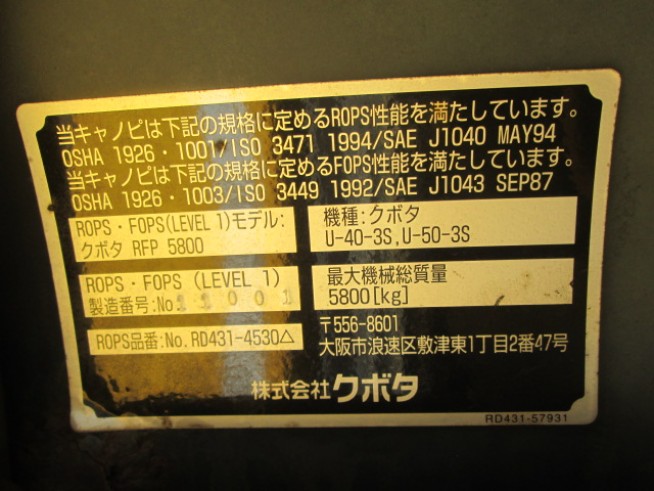 当キャノピは下記の規格に定めるROPS性能を満たしています。
OSHA 1926・1001/ISO 3471 1994/SAE J1040 MAY94
当キャノピは下記の規格に定めるFOPS性能を満たしています。
OSHA 1926・1003/ISO 3449 1992/SAE J1043 SEP87
ROPS・FOPS(LEVEL 1)モデル:
クボタ RFP 5800
機種:クボタ
U-40-3S,U-50-3S
ROPS・FOPS (LEVEL 1)
製造番号:No.
最大機械総質量
5800[kg]
ROPS品番:No,RD431-4530△
〒556-8601
大阪市浪速区敷津東1丁目2番47号
株式会社クボタ
RD431-57931